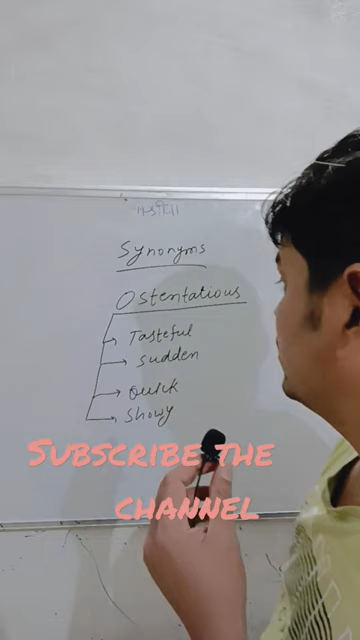 Synonyms
Ostentatious
Tasteful
sudden
Quick
Showy
SUBSCRIBE THE
CHANNEL